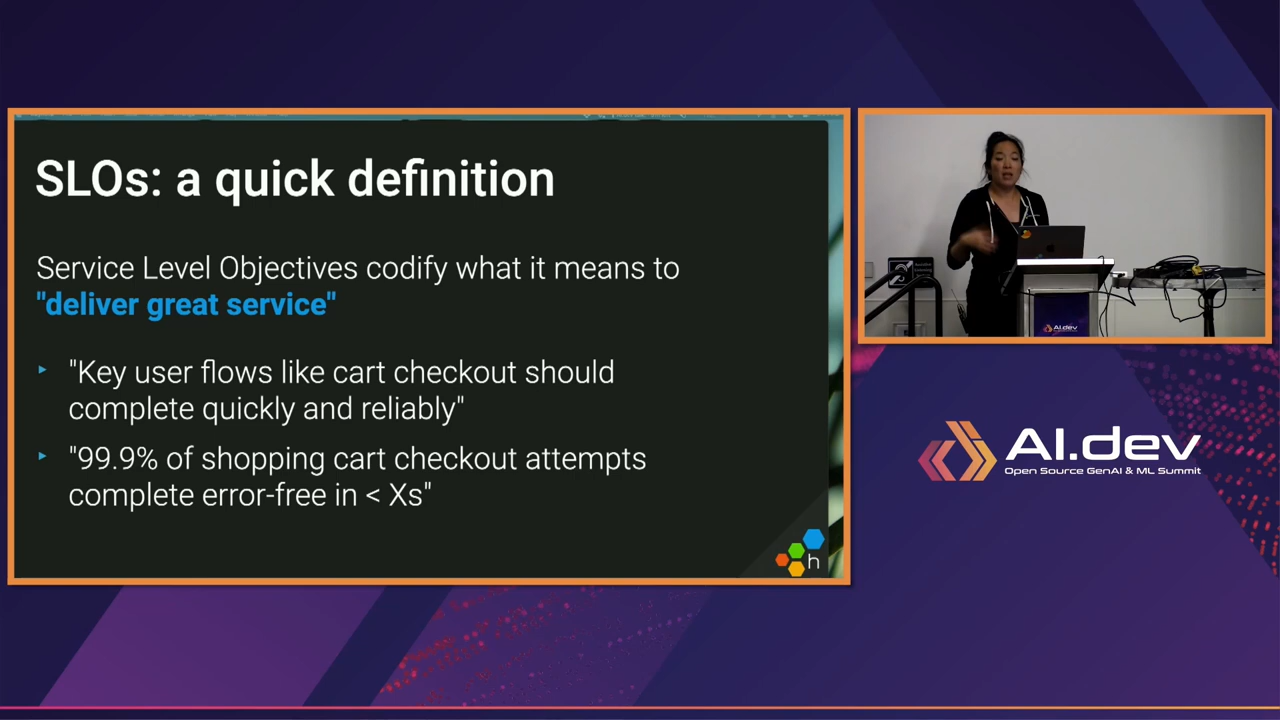 SLOs: a quick definition
Service Level Objectives codify what it means to
"deliver great service"
"Key user flows like cart checkout should
complete quickly and reliably"
"99.9% of shopping cart checkout attempts
complete error-free in < Xs"
h
AI.dev
AI.dev
Open Source GenAI & ML Summit